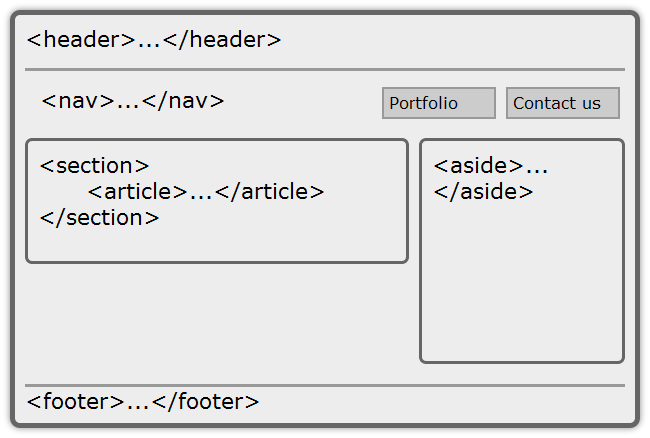 <header>...</header>
<nav>...</nav>
Portfolio
Contact us
<section>
<article>...</article>
</section>
<aside>...
</aside>
<footer>...</footer>